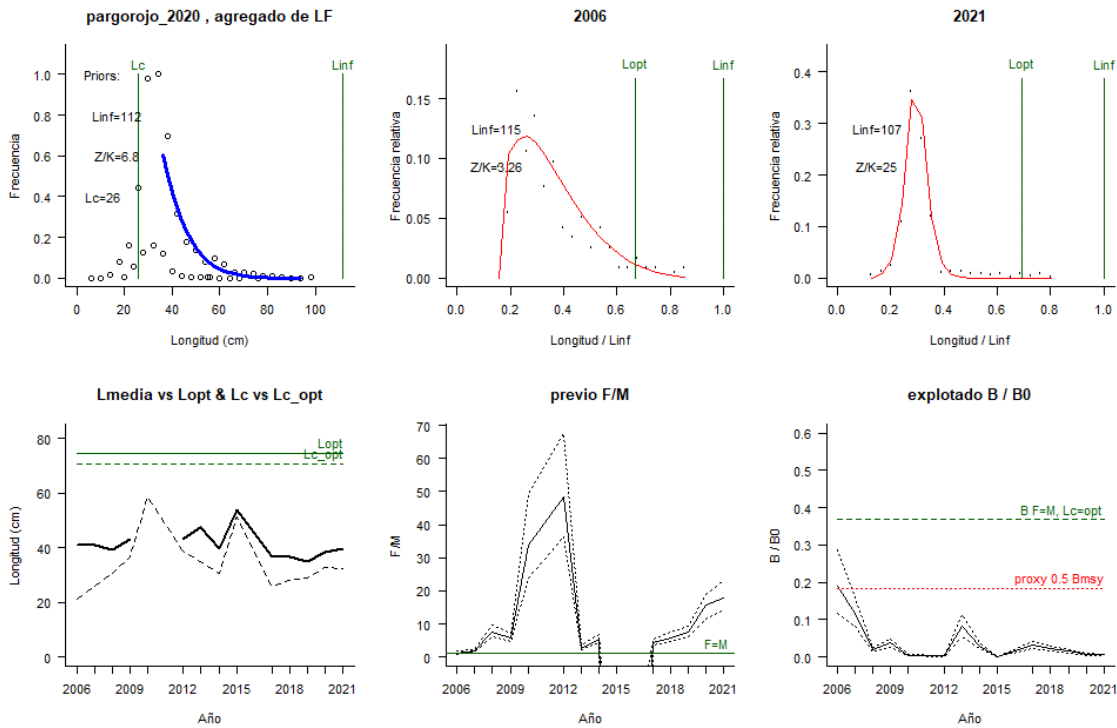 pargorojo_2020 , agregado de LF
Frecuencia
1.0
0.8
0.6
0.4
0.2
0.0
Priors:
Lc
Linf
Linf=112
Z/K=6.8
Lc=26
0 20 40 60 80 100
Longitud (cm)
2006
Frecuencia relativa
0.15
0.10
0.05
0.00
Lopt
Linf
Linf=115
Z/K=3.26
0.0 0.2 0.4 0.6 0.8 1.0
Longitud / Linf
2021
Frecuencia relativa
0.4
0.3
0.2
0.1
0.0
Lopt
Linf
Linf=107
Z/K=25
0.0 0.2 0.4 0.6 0.8 1.0
Longitud / Linf
Lmedia vs Lopt & Lc vs Lc_opt
Longitud (cm)
80
60
40
20
0
Lopt
Lc_opt
2006 2009 2012 2015 2018 2021
Año
previo F/M
F/M
70
60
50
40
30
20
10
0
F=M
2006 2009 2012 2015 2018 2021
Año
explotado B / B0
B / B0
0.6
0.5
0.4
0.3
0.2
0.1
0.0
B F=M, Lc=opt
proxy 0.5 Bmsy
2006 2009 2012 2015 2018 2021
Año